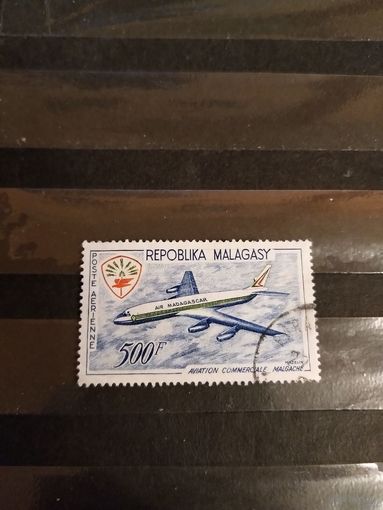 REPOBLIKA MALAGASY
POSTE AERIENNE
AIR MADAGASCAR
500F
AVIATION COMMERCIALE MALGACHE